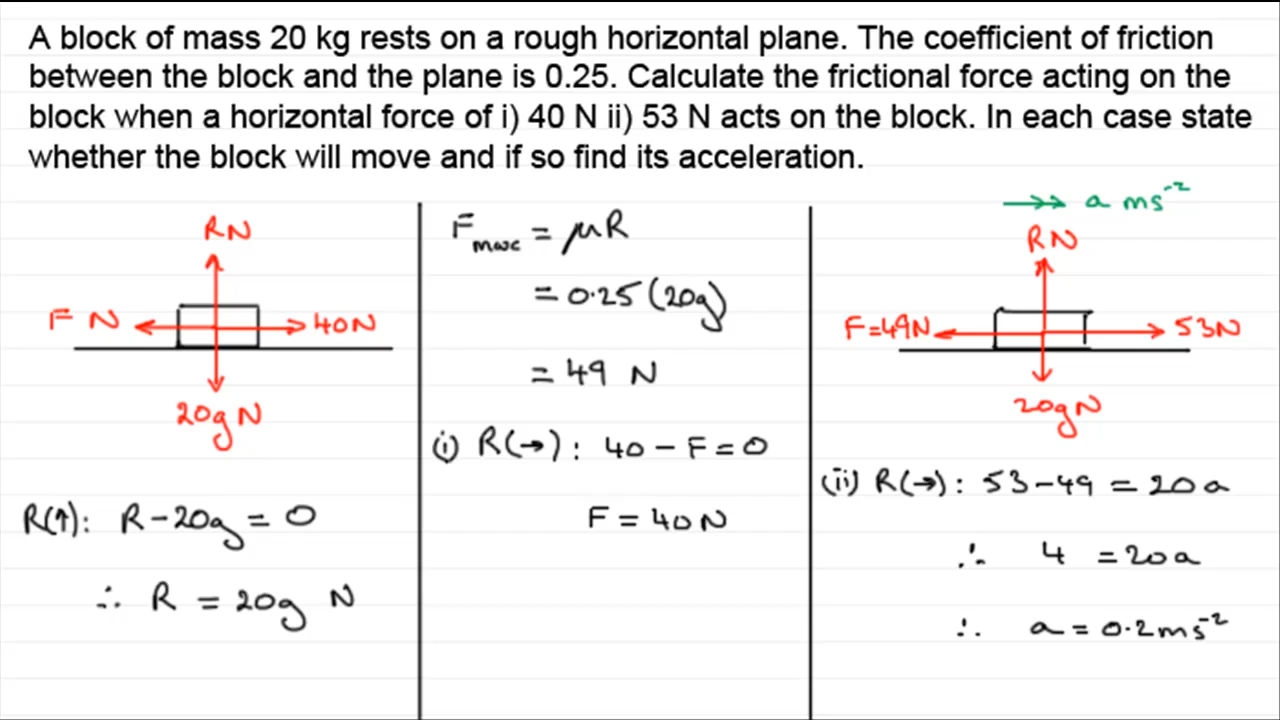 A block of mass 20 kg rests on a rough horizontal plane. The coefficient of friction
between the block and the plane is 0.25. Calculate the frictional force acting on the
block when a horizontal force of i) 40 N ii) 53 N acts on the block. In each case state
whether the block will move and if so find its acceleration.
RN
F N
40N
20g N
R(↑): R - 20g = 0
∴ R = 20g N
Fmax = μR
= 0.25 (20g)
= 49 N
(i) R(→): 40 - F = 0
F = 40 N
a ms⁻²
RN
F=49N
53N
20g N
(ii) R(→): 53 - 49 = 20a
∴ 4 = 20a
∴ a = 0.2 ms⁻²